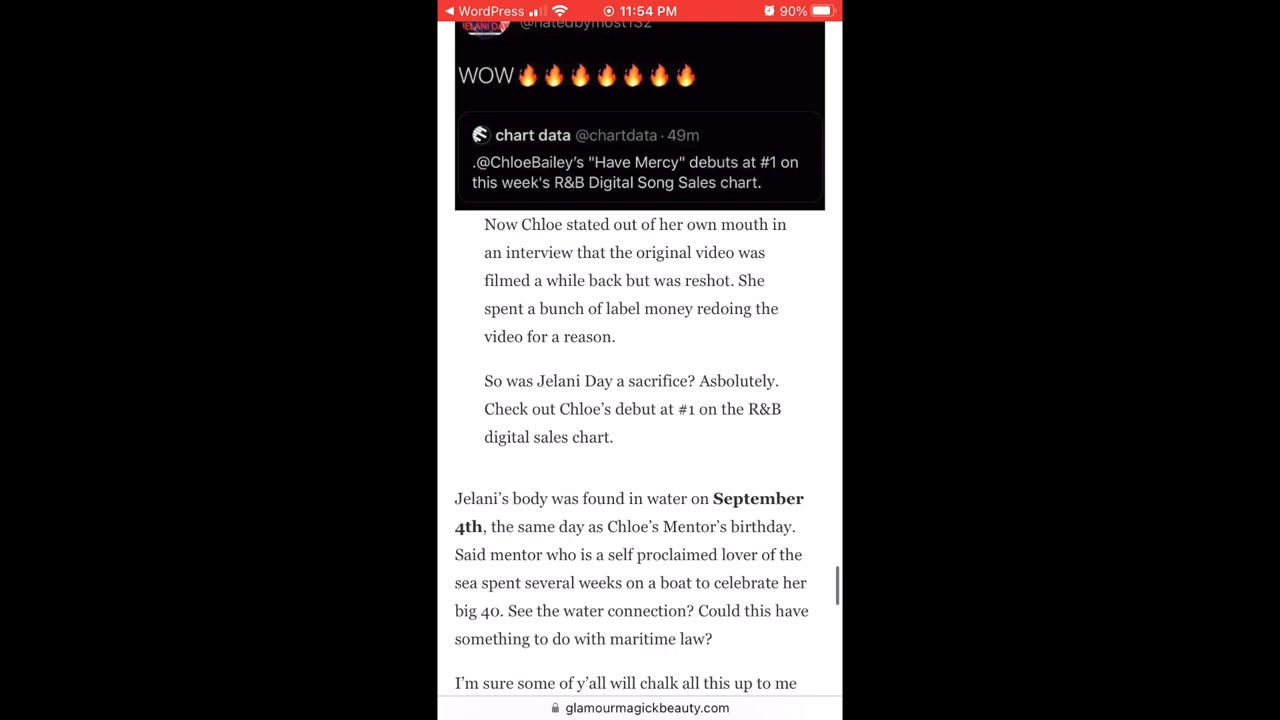 WordPress
11:54 PM
90%
JELANI DAY
@hatedbymost132
WOW🔥🔥🔥🔥🔥🔥🔥
chart data @chartdata · 49m
.@ChloeBailey's "Have Mercy" debuts at #1 on
this week's R&B Digital Song Sales chart.
Now Chloe stated out of her own mouth in
an interview that the original video was
filmed a while back but was reshot. She
spent a bunch of label money redoing the
video for a reason.
So was Jelani Day a sacrifice? Asbolutely.
Check out Chloe’s debut at #1 on the R&B
digital sales chart.
Jelani’s body was found in water on September
4th, the same day as Chloe’s Mentor’s birthday.
Said mentor who is a self proclaimed lover of the
sea spent several weeks on a boat to celebrate her
big 40. See the water connection? Could this have
something to do with maritime law?
I’m sure some of y’all will chalk all this up to me
glamourmagickbeauty.com